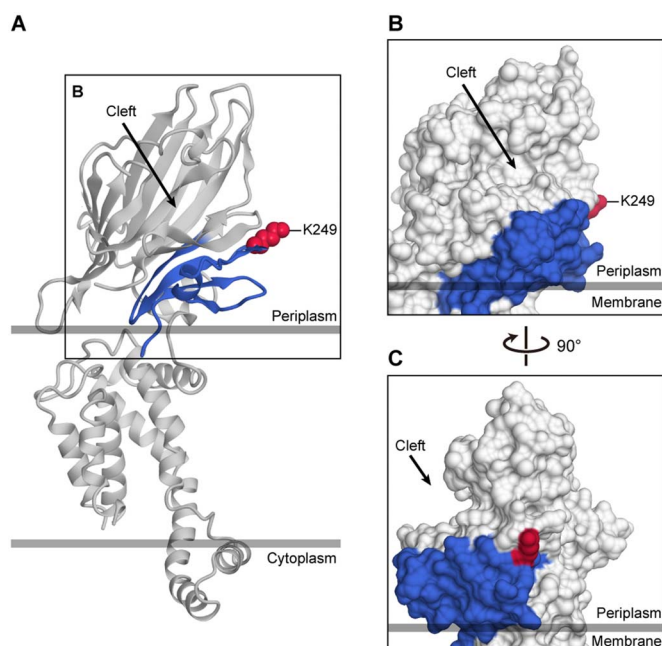 A
B
Cleft
K249
Periplasm
Cytoplasm
B
Cleft
K249
Periplasm
Membrane
90°
C
Cleft
Periplasm
Membrane